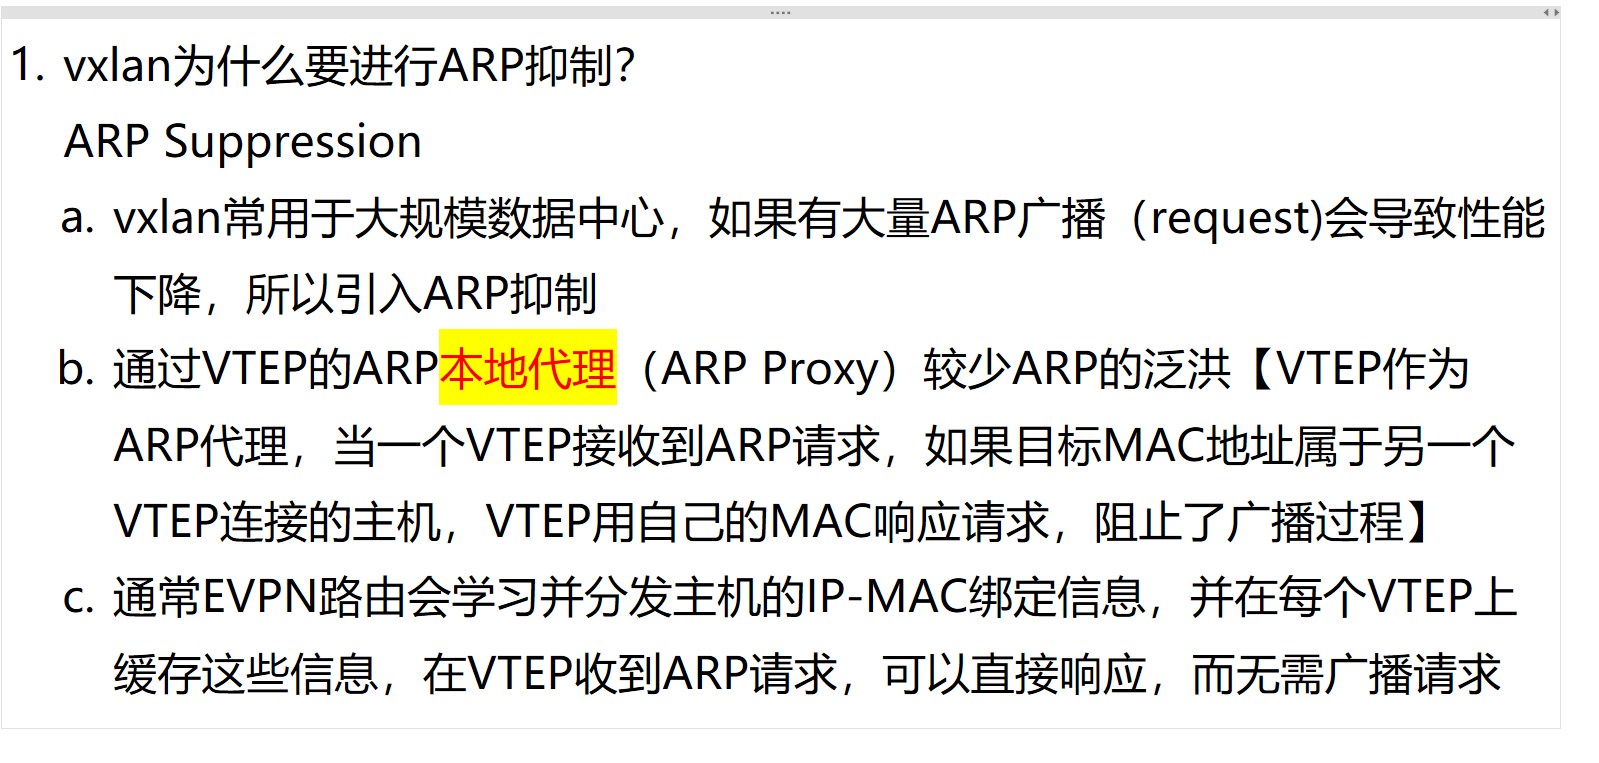 1. vxlan为什么要进行ARP抑制？
ARP Suppression
a. vxlan常用于大规模数据中心，如果有大量ARP广播（request)会导致性能
下降，所以引入ARP抑制
b. 通过VTEP的ARP本地代理（ARP Proxy）较少ARP的泛洪【VTEP作为
ARP代理，当一个VTEP接收到ARP请求，如果目标MAC地址属于另一个
VTEP连接的主机，VTEP用自己的MAC响应请求，阻止了广播过程】
c. 通常EVPN路由会学习并分发主机的IP-MAC绑定信息，并在每个VTEP上
缓存这些信息，在VTEP收到ARP请求，可以直接响应，而无需广播请求